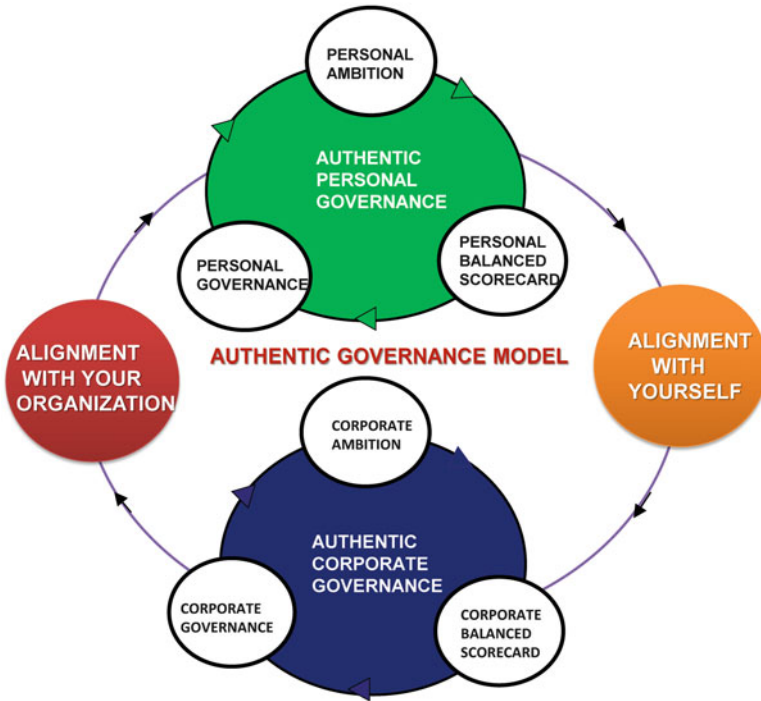 PERSONAL
AMBITION
AUTHENTIC
PERSONAL
GOVERNANCE
PERSONAL
GOVERNANCE
PERSONAL
BALANCED
SCORECARD
ALIGNMENT
WITH YOUR
ORGANIZATION
AUTHENTIC GOVERNANCE MODEL
ALIGNMENT
WITH
YOURSELF
CORPORATE
AMBITION
AUTHENTIC
CORPORATE
GOVERNANCE
CORPORATE
GOVERNANCE
CORPORATE
BALANCED
SCORECARD